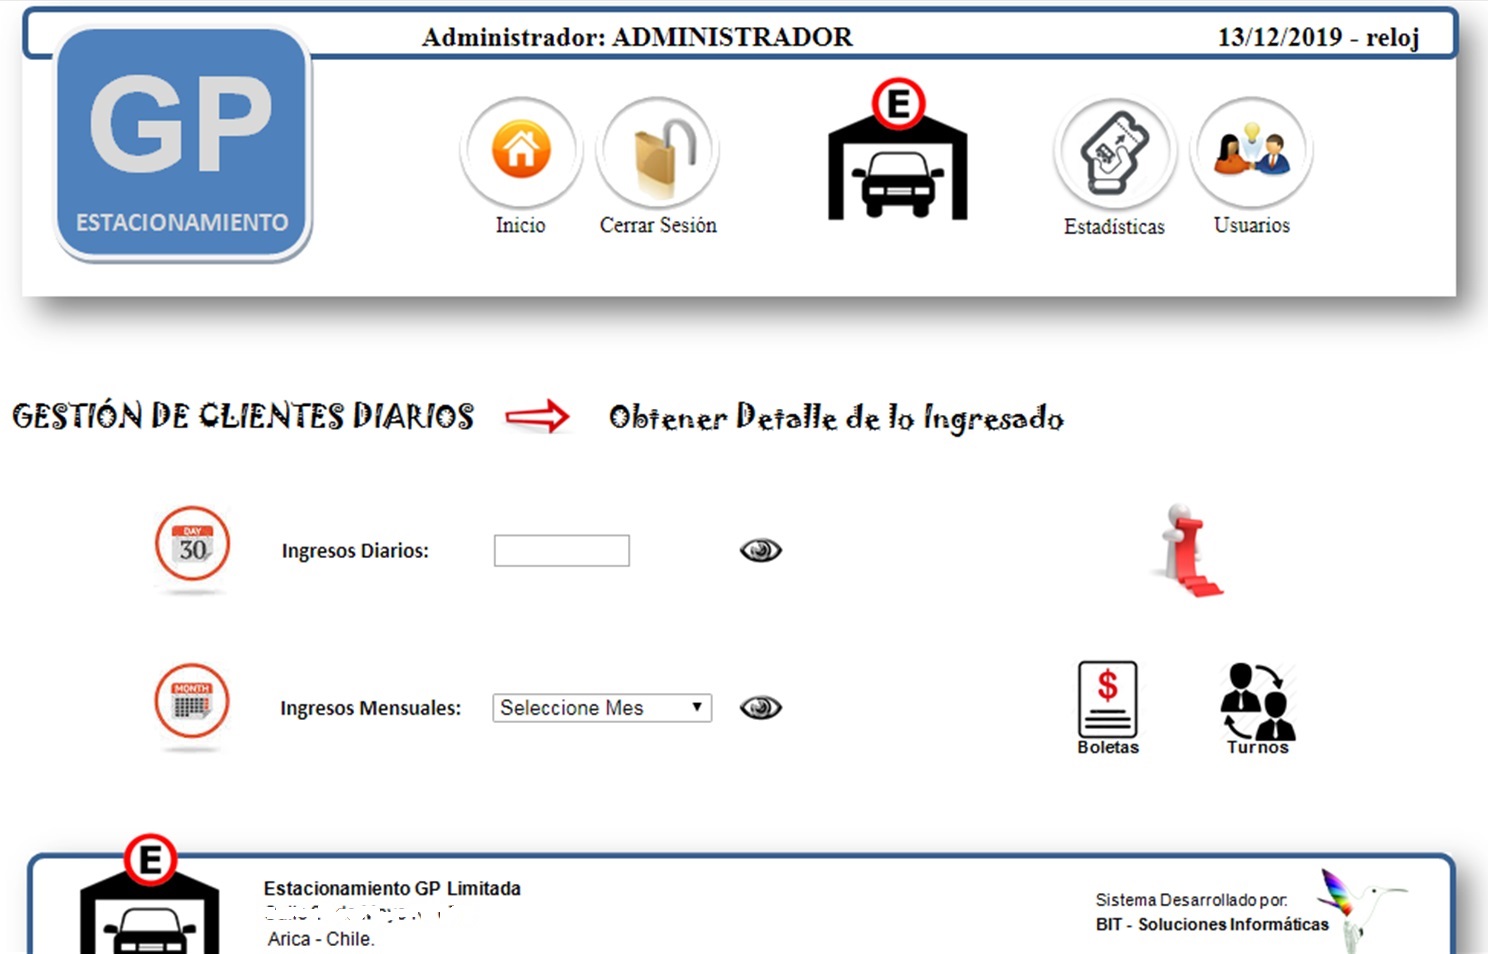 Administrador: ADMINISTRADOR
13/12/2019 - reloj
GP
ESTACIONAMIENTO
E
Inicio
Cerrar Sesión
Estadísticas
Usuarios
GESTIÓN DE CLIENTES DIARIOS
Obtener Detalle de lo Ingresado
DAY
30
Ingresos Diarios:
MONTH
Ingresos Mensuales:
Seleccione Mes
$
Boletas
Turnos
E
Estacionamiento GP Limitada
Arica - Chile.
Sistema Desarrollado por:
BIT - Soluciones Informáticas